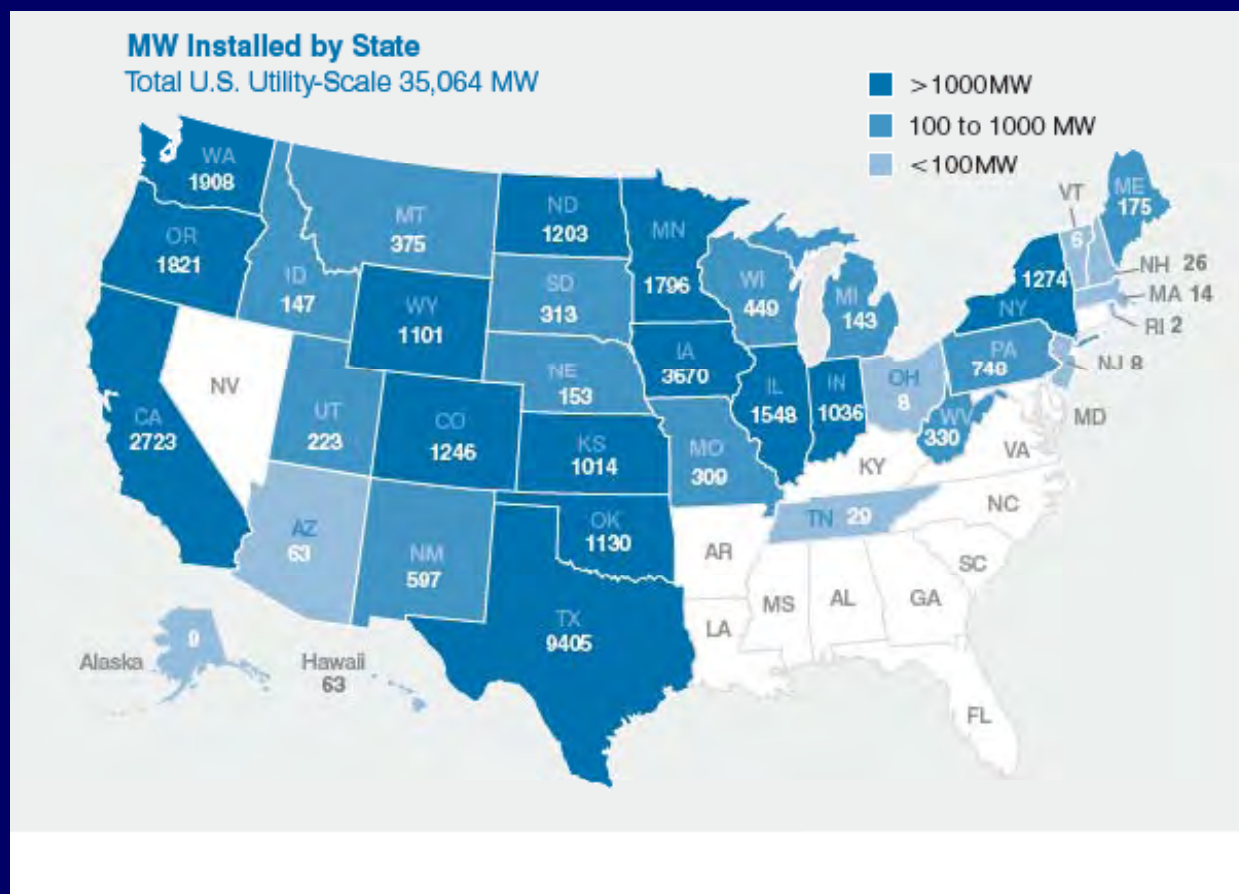 MW Installed by State
Total U.S. Utility-Scale 35,064 MW
>1000MW
100 to 1000 MW
<100MW
WA
1908
OR
1821
CA
2723
NV
ID
147
MT
375
WY
1101
UT
223
CO
1246
AZ
63
NM
597
ND
1203
SD
313
NE
153
KS
1014
OK
1130
TX
9405
MN
1796
IA
3670
MO
309
WI
449
IL
1548
MI
143
IN
1036
OH
8
KY
TN 29
AR
LA
MS
AL
GA
FL
SC
NC
VA
WV
330
MD
PA
748
NY
1274
VT
6
ME
175
NH 26
MA 14
RI 2
NJ 8
Alaska
9
Hawaii
63